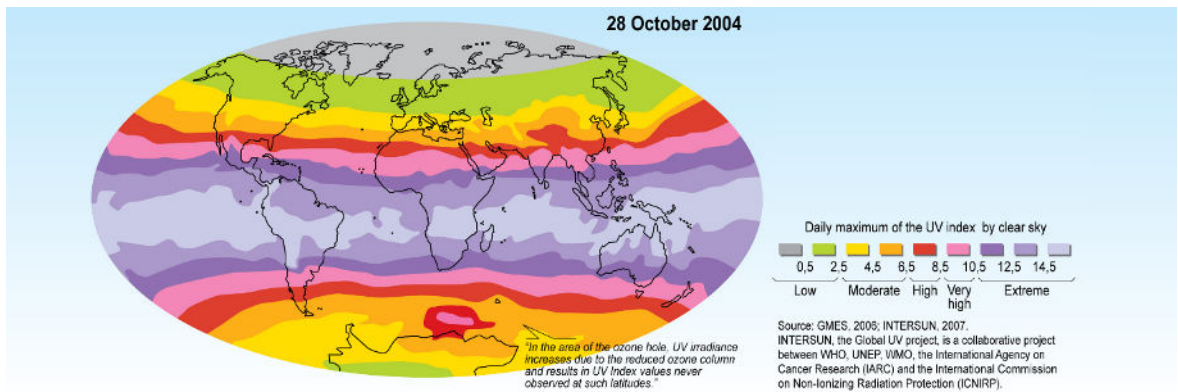 28 October 2004
Daily maximum of the UV index by clear sky
0,5 2,5 4,5 6,5 8,5 10,5 12,5 14,5
Low Moderate High Very high Extreme
Source: GMES, 2006; INTERSUN, 2007.
INTERSUN, the Global UV project, is a collaborative project
between WHO, UNEP, WMO, the International Agency on
Cancer Research (IARC) and the International Commission
on Non-Ionizing Radiation Protection (ICNIRP).
"In the area of the ozone hole, UV irradiance
increases due to the reduced ozone column
and results in UV Index values never
observed at such latitudes."